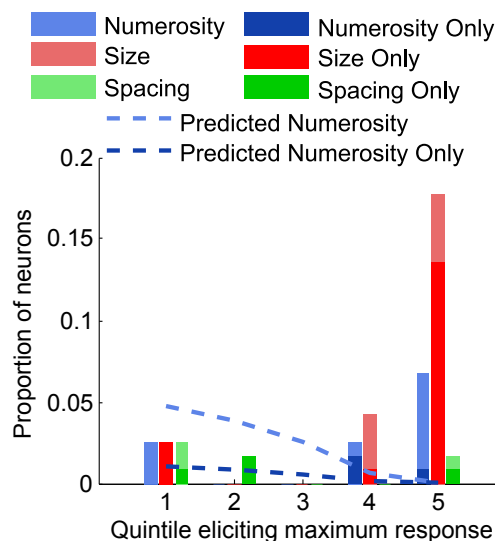 Numerosity Numerosity Only
Size Size Only
Spacing Spacing Only
Predicted Numerosity
Predicted Numerosity Only
0.2
0.15
0.1
0.05
0
Proportion of neurons
1 2 3 4 5
Quintile eliciting maximum response